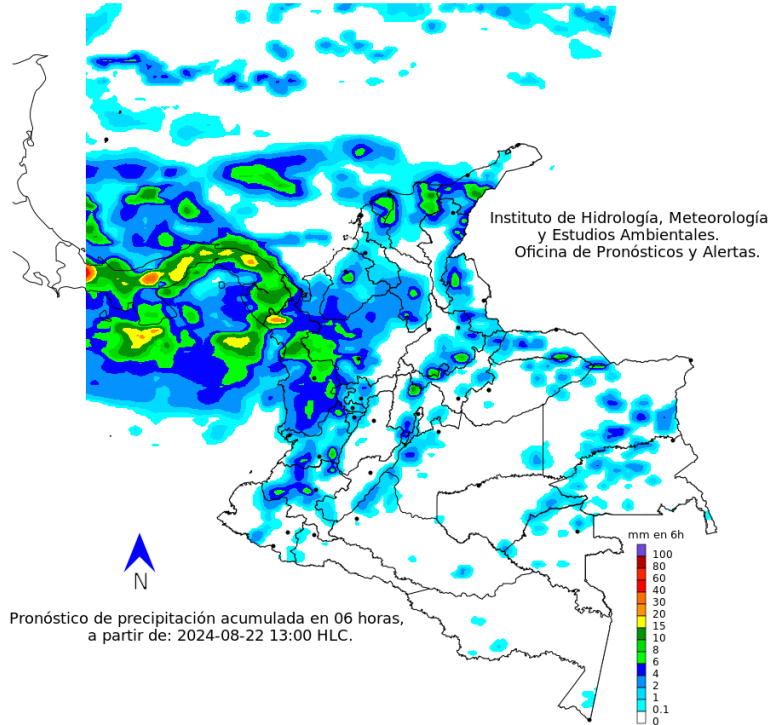 Instituto de Hidrología, Meteorología
y Estudios Ambientales.
Oficina de Pronósticos y Alertas.
mm en 6h
100
80
60
40
30
20
15
10
8
6
4
2
1
0.1
0
N
Pronóstico de precipitación acumulada en 06 horas,
a partir de: 2024-08-22 13:00 HLC.